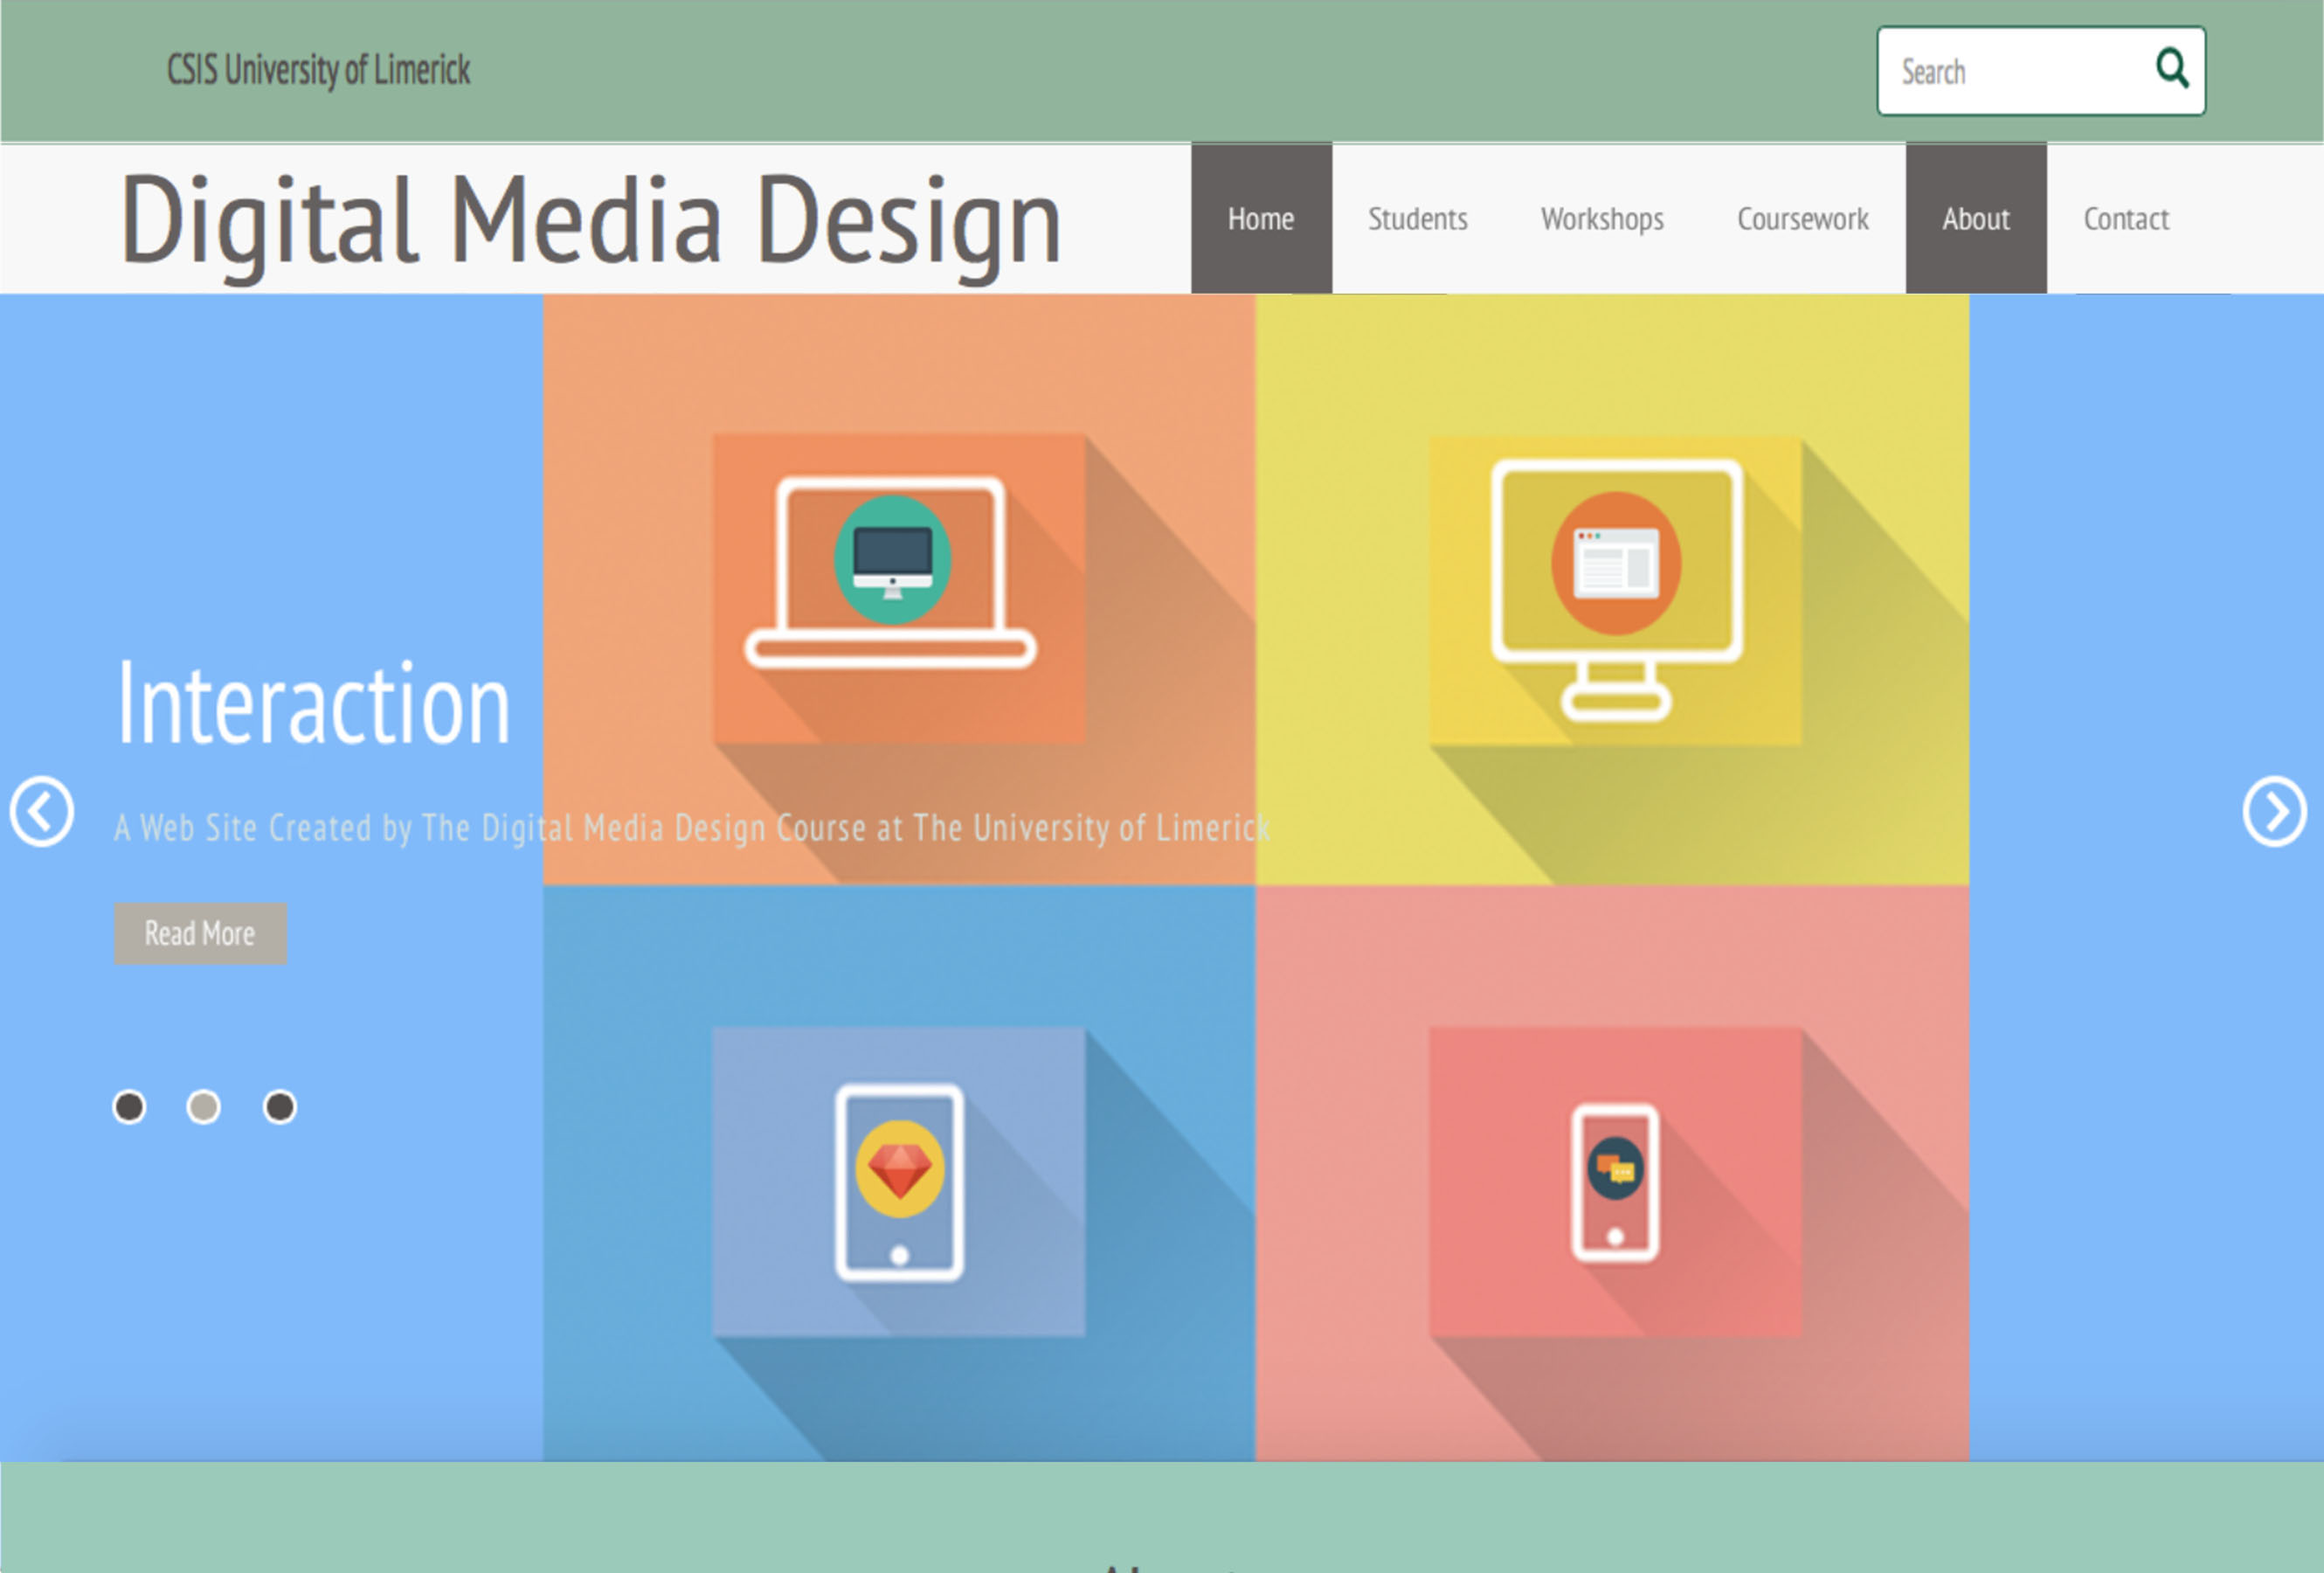 CSIS University of Limerick
Search
Digital Media Design
Home Students Workshops Coursework About Contact
Interaction
A Web Site Created by The Digital Media Design Course at The University of Limerick
Read More